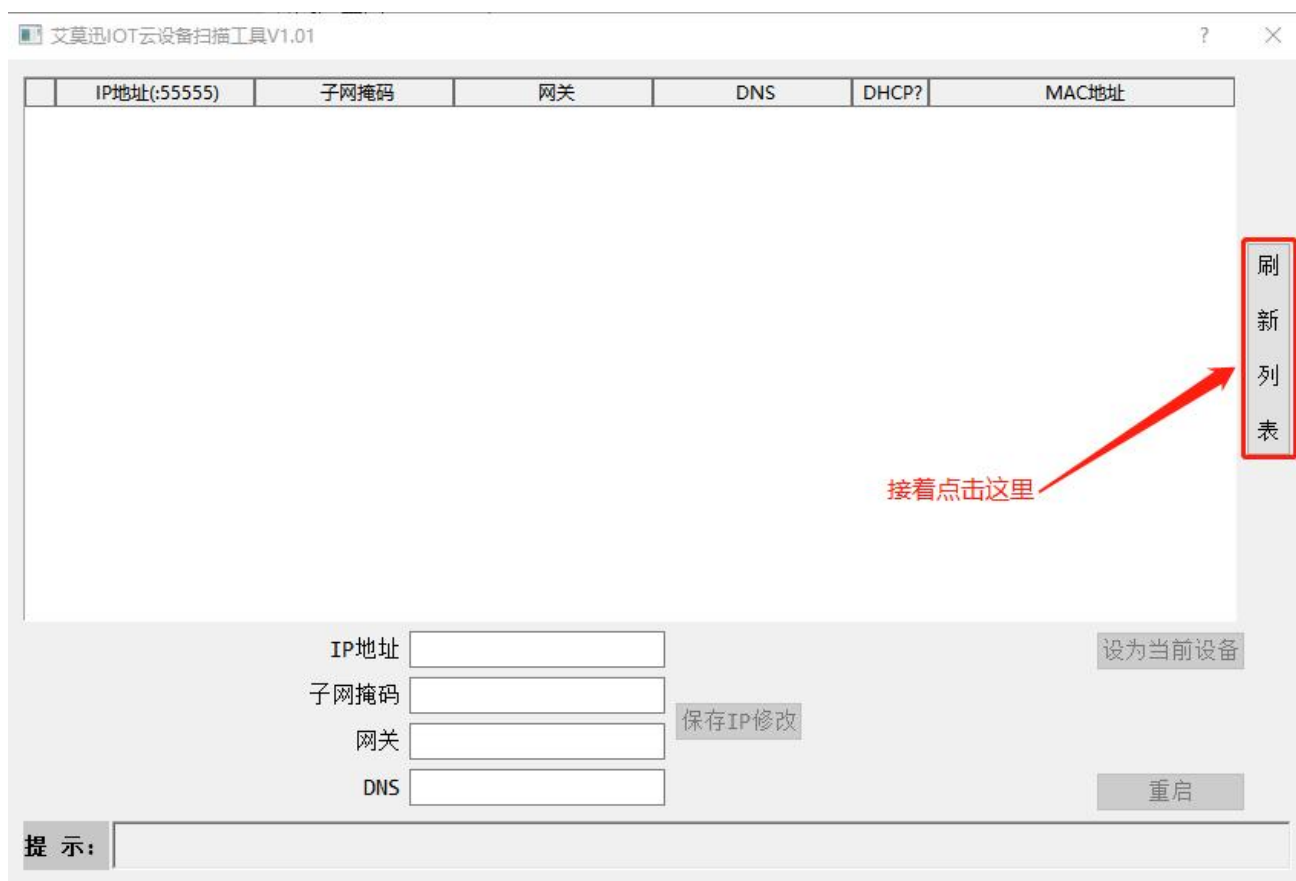 艾莫迅IOT云设备扫描工具V1.01
IP地址(:55555) 子网掩码 网关 DNS DHCP? MAC地址
刷
新
列
表
接着点击这里
IP地址
设为当前设备
子网掩码
保存IP修改
网关
DNS
重启
提 示: